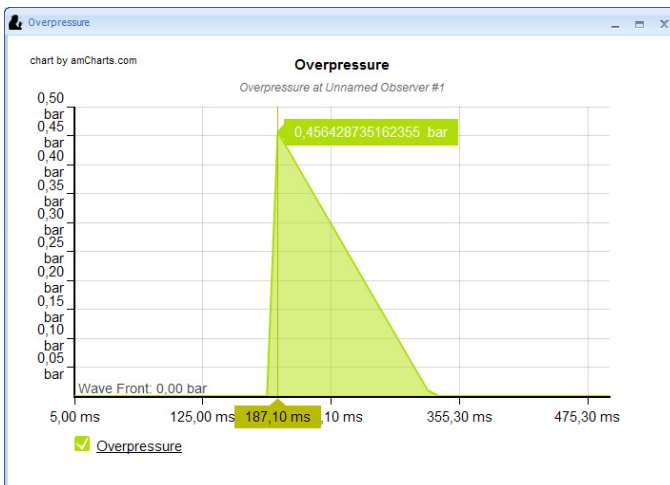 Overpressure
chart by amCharts.com
Overpressure
Overpressure at Unnamed Observer #1
0,50
bar
0,45
bar
0,40
bar
0,35
bar
0,30
bar
0,25
bar
0,20
bar
0,15
bar
0,10
bar
0,05
bar
0,456428735162355 bar
Wave Front: 0,00 bar
5,00 ms
125,00 ms
187,10 ms
,10 ms
355,30 ms
475,30 ms
Overpressure